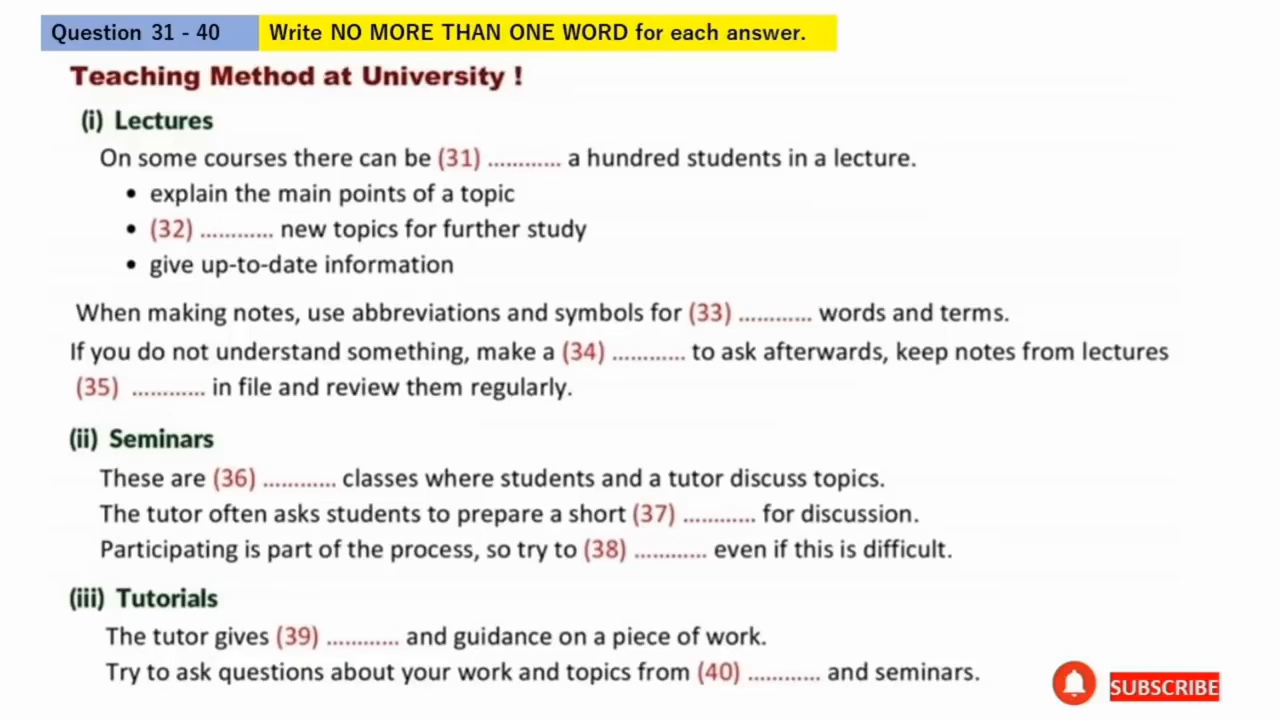 Question 31 - 40 Write NO MORE THAN ONE WORD for each answer.
Teaching Method at University !
(i) Lectures
On some courses there can be (31) ............ a hundred students in a lecture.
• explain the main points of a topic
• (32) ............ new topics for further study
• give up-to-date information
When making notes, use abbreviations and symbols for (33) ............ words and terms.
If you do not understand something, make a (34) ............ to ask afterwards, keep notes from lectures
(35) ............ in file and review them regularly.
(ii) Seminars
These are (36) ............ classes where students and a tutor discuss topics.
The tutor often asks students to prepare a short (37) ............ for discussion.
Participating is part of the process, so try to (38) ............ even if this is difficult.
(iii) Tutorials
The tutor gives (39) ............ and guidance on a piece of work.
Try to ask questions about your work and topics from (40) ............ and seminars.
SUBSCRIBE